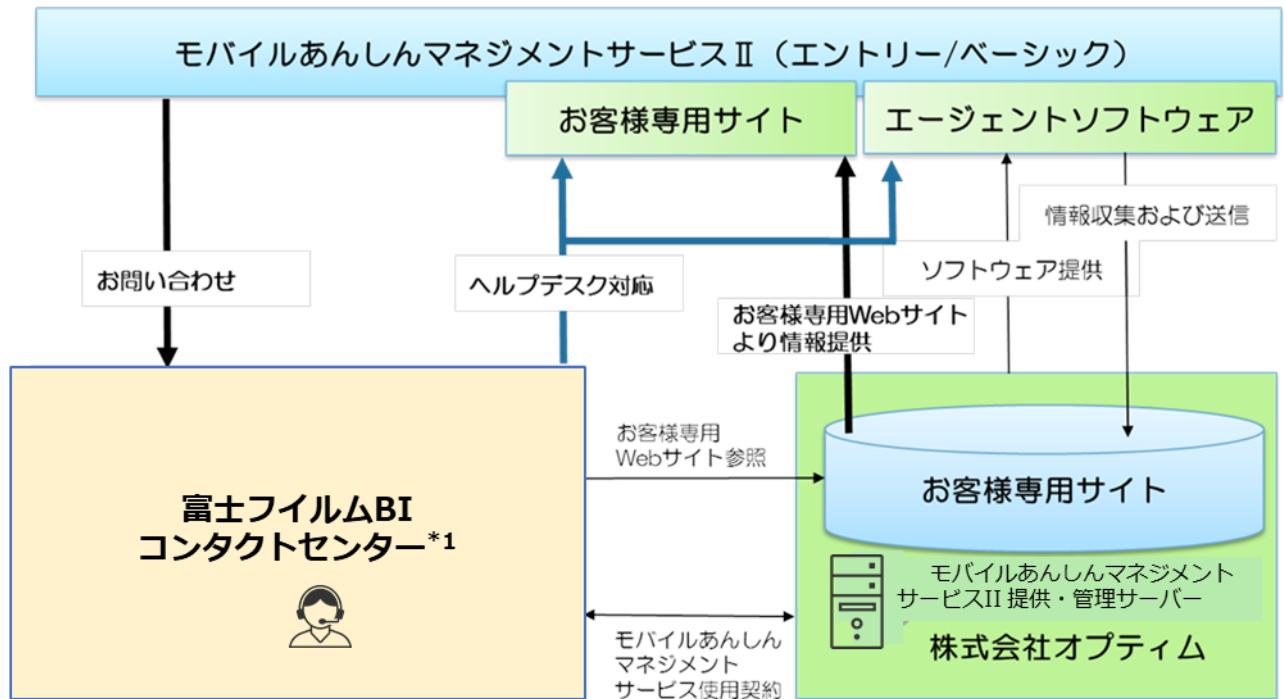 モバイルあんしんマネジメントサービスⅡ（エントリー/ベーシック）
お客様専用サイト
エージェントソフトウェア
情報収集および送信
ソフトウェア提供
お問い合わせ
ヘルプデスク対応
お客様専用Webサイト
より情報提供
お客様専用
Webサイト参照
富士フイルムBI
コンタクトセンター*1
お客様専用サイト
モバイルあんしんマネジメント
サービスII 提供・管理サーバー
株式会社オプティム
モバイルあんしん
マネジメント
サービス使用契約